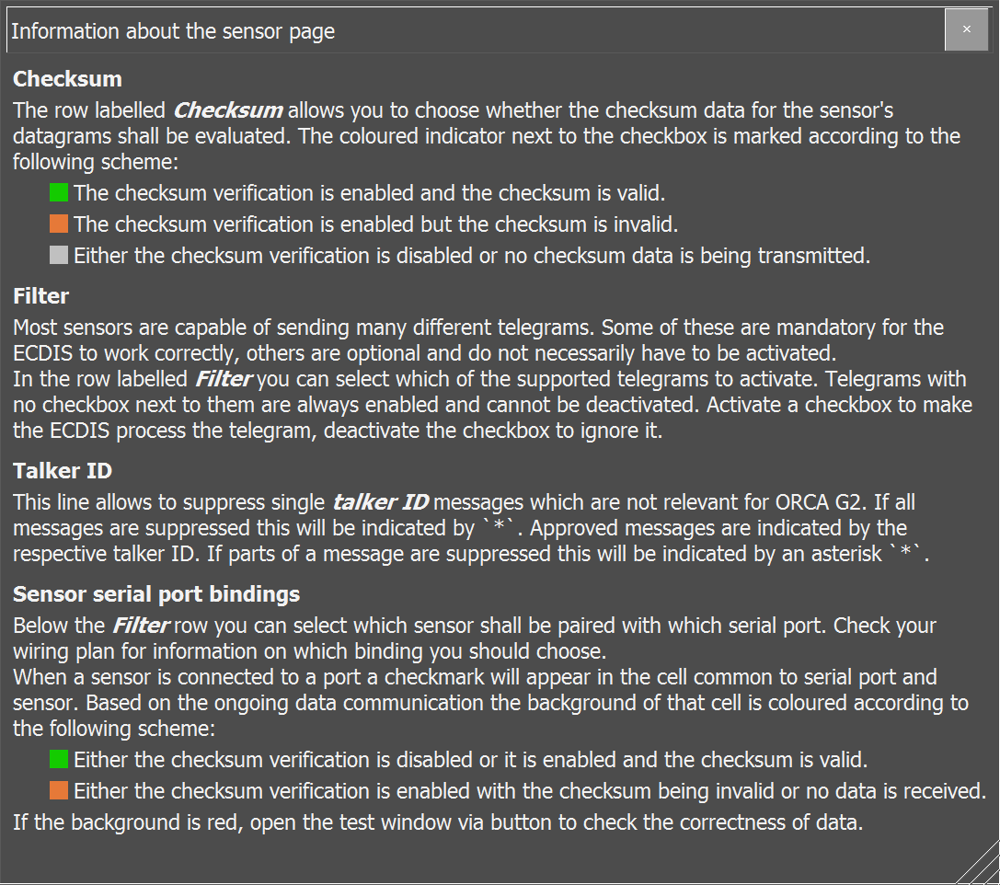 Information about the sensor page
×
Checksum
The row labelled Checksum allows you to choose whether the checksum data for the sensor's
datagrams shall be evaluated. The coloured indicator next to the checkbox is marked according to the
following scheme:
The checksum verification is enabled and the checksum is valid.
The checksum verification is enabled but the checksum is invalid.
Either the checksum verification is disabled or no checksum data is being transmitted.
Filter
Most sensors are capable of sending many different telegrams. Some of these are mandatory for the
ECDIS to work correctly, others are optional and do not necessarily have to be activated.
In the row labelled Filter you can select which of the supported telegrams to activate. Telegrams with
no checkbox next to them are always enabled and cannot be deactivated. Activate a checkbox to make
the ECDIS process the telegram, deactivate the checkbox to ignore it.
Talker ID
This line allows to suppress single talker ID messages which are not relevant for ORCA G2. If all
messages are suppressed this will be indicated by `*`. Approved messages are indicated by the
respective talker ID. If parts of a message are suppressed this will be indicated by an asterisk `*`.
Sensor serial port bindings
Below the Filter row you can select which sensor shall be paired with which serial port. Check your
wiring plan for information on which binding you should choose.
When a sensor is connected to a port a checkmark will appear in the cell common to serial port and
sensor. Based on the ongoing data communication the background of that cell is coloured according to
the following scheme:
Either the checksum verification is disabled or it is enabled and the checksum is valid.
Either the checksum verification is enabled with the checksum being invalid or no data is received.
If the background is red, open the test window via button to check the correctness of data.